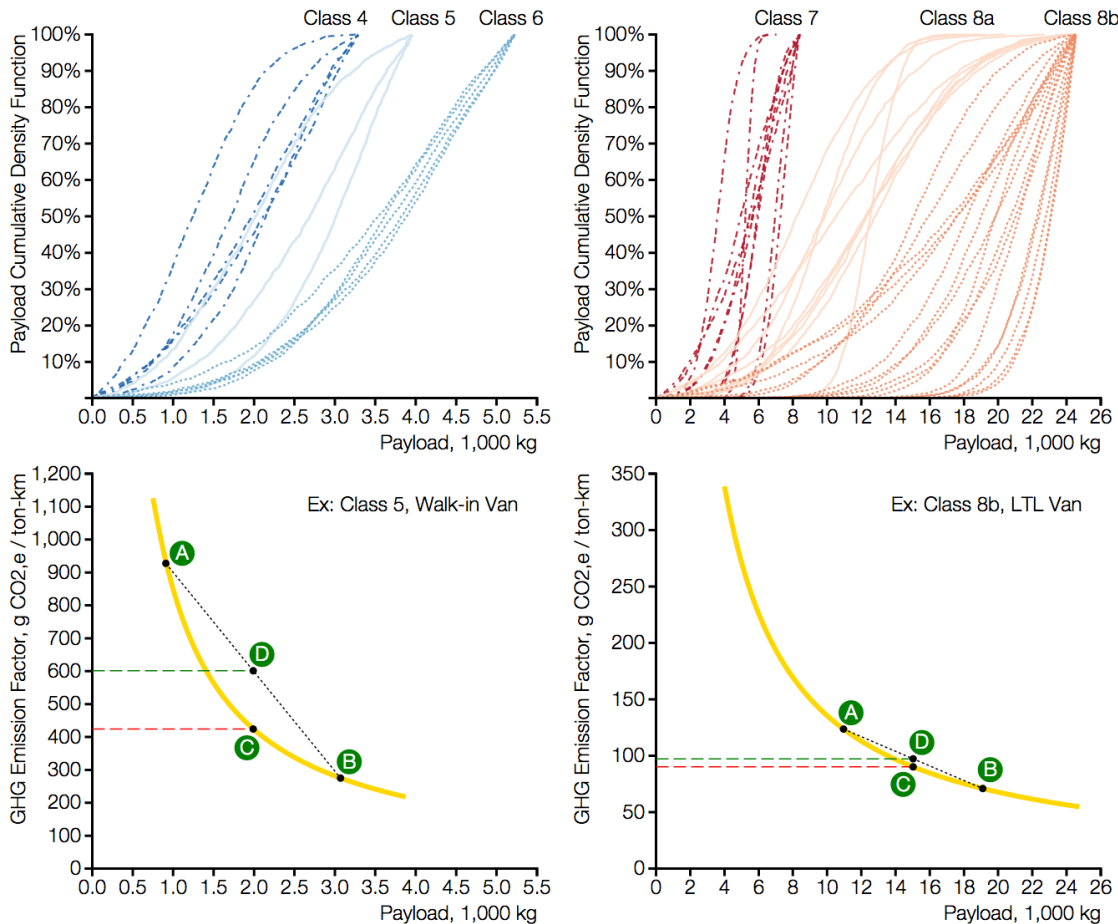 Class 4
Class 5
Class 6
Payload Cumulative Density Function
100%
90%
80%
70%
60%
50%
40%
30%
20%
10%
0.0 0.5 1.0 1.5 2.0 2.5 3.0 3.5 4.0 4.5 5.0 5.5
Payload, 1,000 kg
Class 7
Class 8a
Class 8b
Payload Cumulative Density Function
100%
90%
80%
70%
60%
50%
40%
30%
20%
10%
0 2 4 6 8 10 12 14 16 18 20 22 24 26
Payload, 1,000 kg
GHG Emission Factor, g CO2,e / ton-km
1,200
1,100
1,000
900
800
700
600
500
400
300
200
100
0
Ex: Class 5, Walk-in Van
A
D
C
B
0.0 0.5 1.0 1.5 2.0 2.5 3.0 3.5 4.0 4.5 5.0 5.5
Payload, 1,000 kg
GHG Emission Factor, g CO2,e / ton-km
350
300
250
200
150
100
50
0
Ex: Class 8b, LTL Van
A
D
C
B
0 2 4 6 8 10 12 14 16 18 20 22 24 26
Payload, 1,000 kg